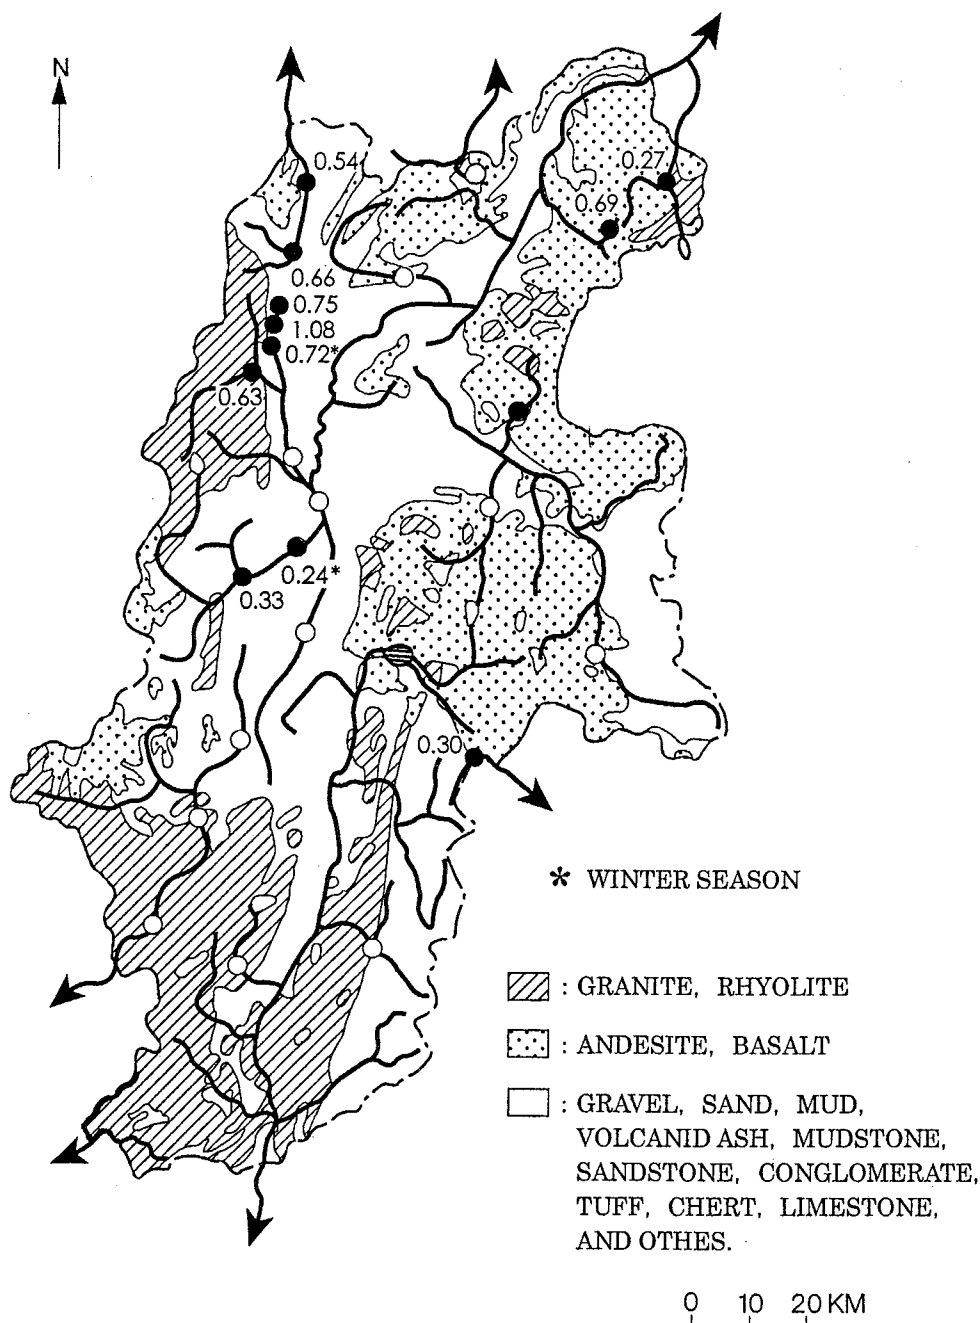 N
0.54
0.27
0.69
0.66
0.75
1.08
0.72*
0.63
0.24*
0.33
0.30
* WINTER SEASON
: GRANITE, RHYOLITE
: ANDESITE, BASALT
: GRAVEL, SAND, MUD,
VOLCANID ASH, MUDSTONE,
SANDSTONE, CONGLOMERATE,
TUFF, CHERT, LIMESTONE,
AND OTHES.
0 10 20 KM